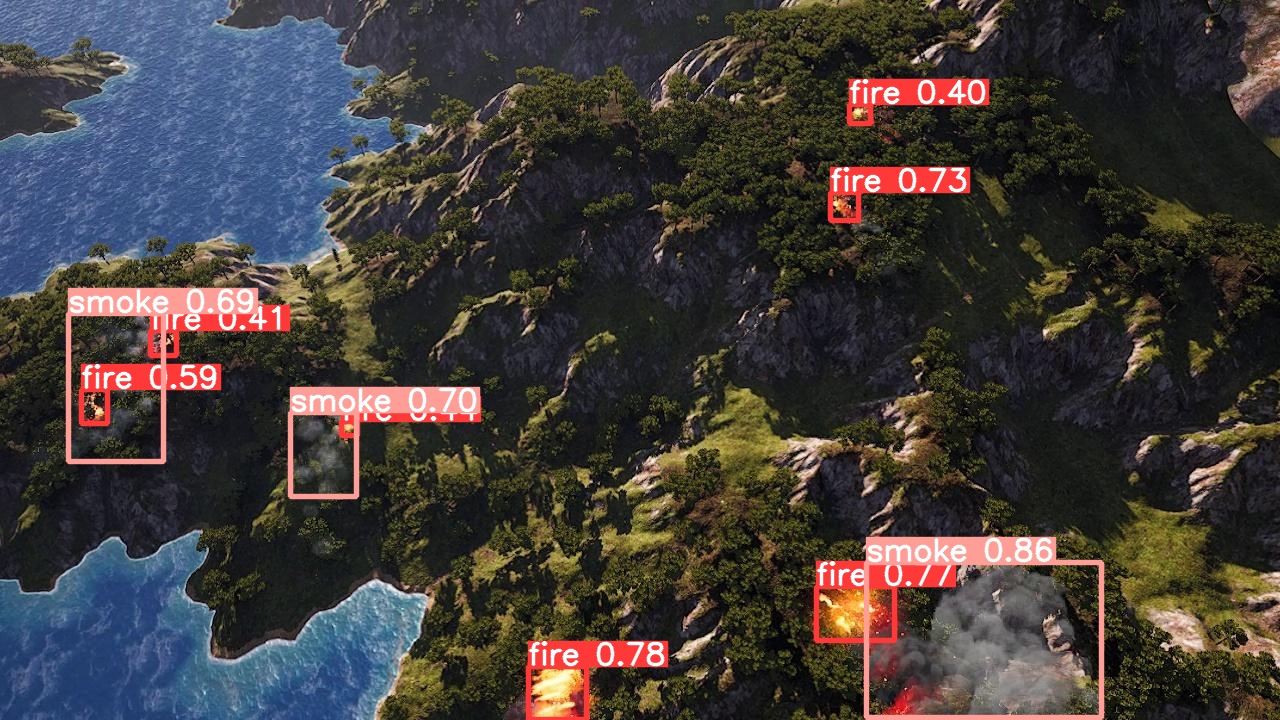 fire 0.40
fire 0.73
smoke 0.69
fire 0.41
fire 0.59
smoke 0.70
smoke 0.86
fire 0.77
fire 0.78